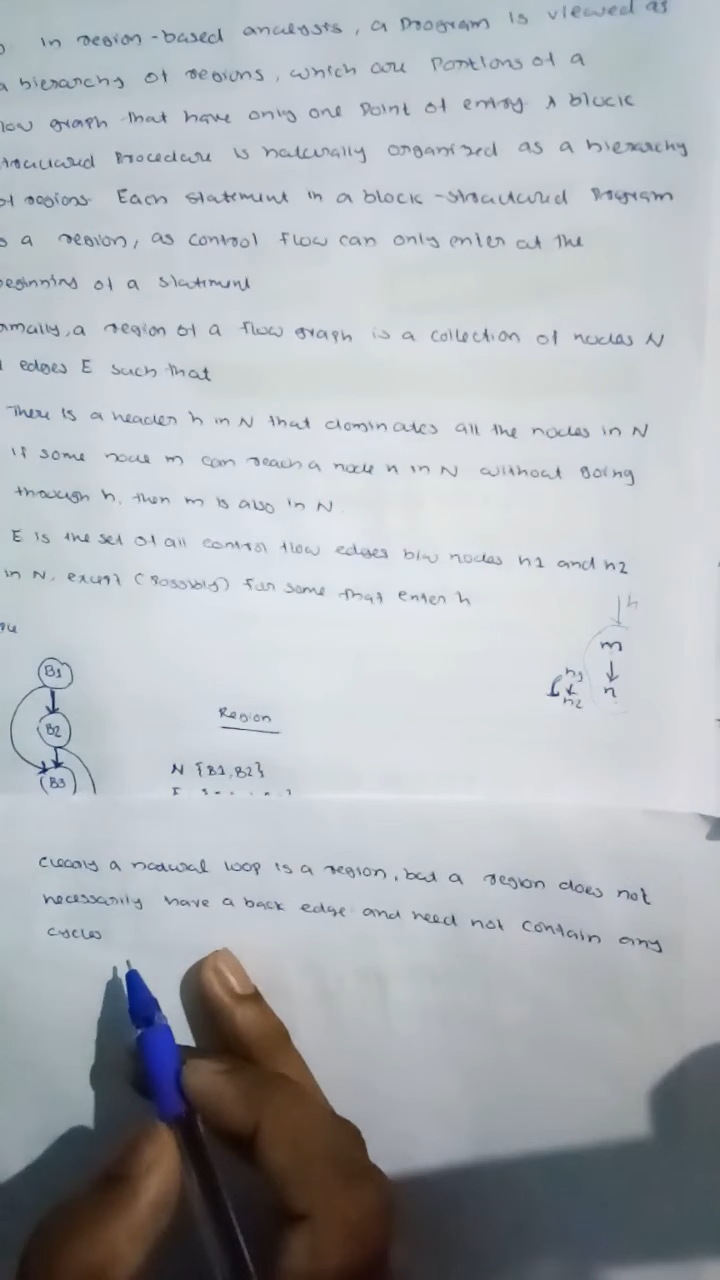 In region-based analysis, a program is viewed as
a hierarchy of regions, which are portions of a
low graph that have only one point of entry. A block
structured procedure is naturally organized as a hierarchy
of regions. Each statement in a block-structured program
s a region, as control flow can only enter at the
eginning of a statement
rmally, a region of a flow graph is a collection of nodes N
edges E such that
There is a header h in N that dominates all the nodes in N
If some node m can reach a node n in N without going
through h, then m is also in N.
E is the set of all control flow edges b/w nodes n1 and n2
in N, except (possibly) for some that enter h
h
m
n
n1
n2
B1
B2
B3
Region
N {B1,B2}
Clearly a natural loop is a region, but a region does not
necessarily have a back edge and need not contain any
cycles